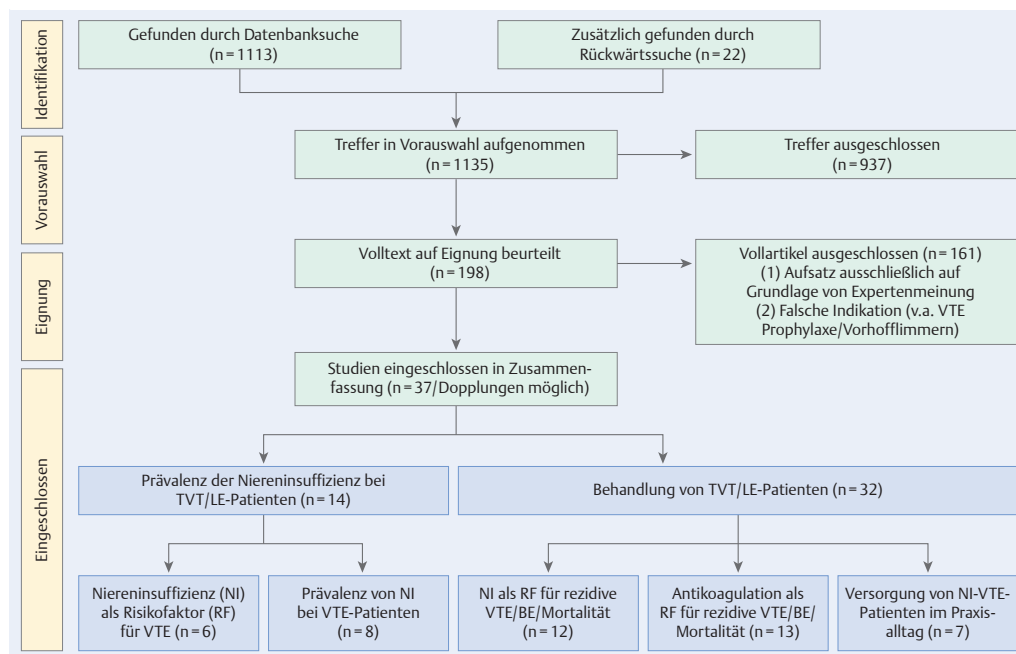 Identifikation
Gefunden durch Datenbanksuche
(n = 1113)
Zusätzlich gefunden durch
Rückwärtssuche (n = 22)
Vorauswahl
Treffer in Vorauswahl aufgenommen
(n = 1135)
Treffer ausgeschlossen
(n = 937)
Eignung
Volltext auf Eignung beurteilt
(n = 198)
Vollartikel ausgeschlossen (n = 161)
(1) Aufsatz ausschließlich auf
Grundlage von Expertenmeinung
(2) Falsche Indikation (v.a. VTE
Prophylaxe/Vorhofflimmern)
Eingeschlossen
Studien eingeschlossen in Zusammen-
fassung (n = 37/Dopplungen möglich)
Prävalenz der Niereninsuffizienz bei
TVT/LE-Patienten (n = 14)
Behandlung von TVT/LE-Patienten (n = 32)
Niereninsuffizienz (NI)
als Risikofaktor (RF)
für VTE (n = 6)
Prävalenz von NI
bei VTE-Patienten
(n = 8)
NI als RF für rezidive
VTE/BE/Mortalität
(n = 12)
Antikoagulation als
RF für rezidive VTE/BE/
Mortalität (n = 13)
Versorgung von NI-VTE-
Patienten im Praxis-
alltag (n = 7)